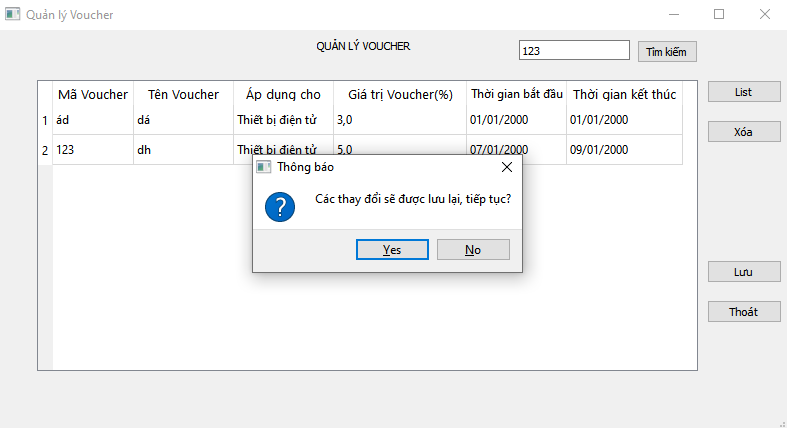 Quản lý Voucher
QUẢN LÝ VOUCHER
123
Tìm kiếm
Mã Voucher Tên Voucher Áp dụng cho Giá trị Voucher(%) Thời gian bắt đầu Thời gian kết thúc
1 ád dá Thiết bị điện tử 3,0 01/01/2000 01/01/2000
2 123 dh Thiết bị điện tử 5,0 07/01/2000 09/01/2000
List
Xóa
Thông báo
Các thay đổi sẽ được lưu lại, tiếp tục?
Yes No
Lưu
Thoát